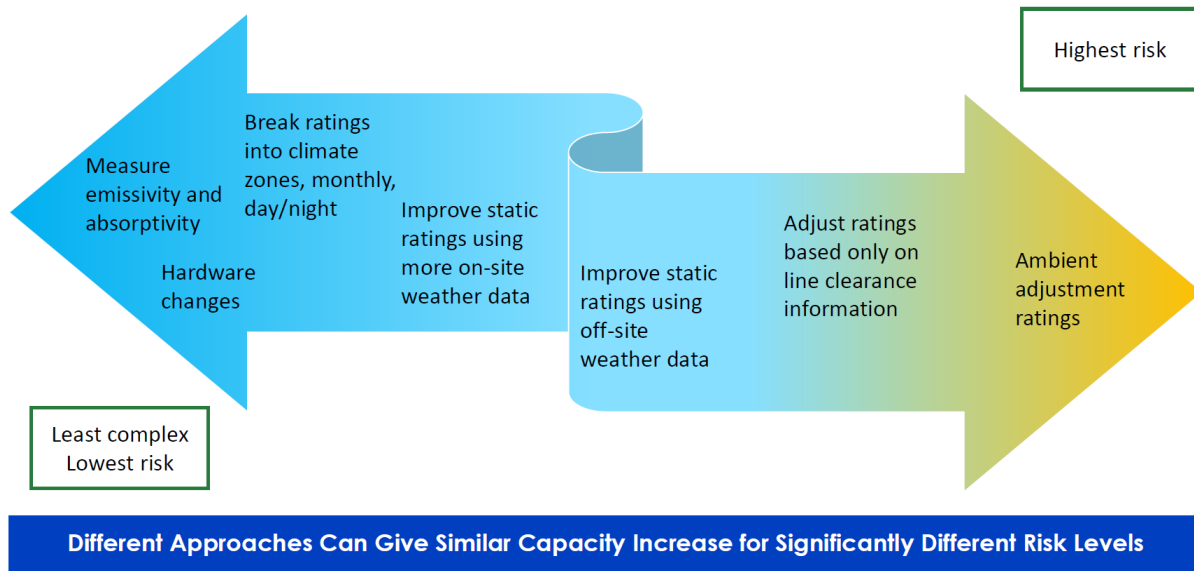 Highest risk
Break ratings
into climate
zones, monthly,
day/night
Measure
emissivity and
absorptivity
Hardware
changes
Improve static
ratings using
more on-site
weather data
Improve static
ratings using
off-site
weather data
Adjust ratings
based only on
line clearance
information
Ambient
adjustment
ratings
Least complex
Lowest risk
Different Approaches Can Give Similar Capacity Increase for Significantly Different Risk Levels